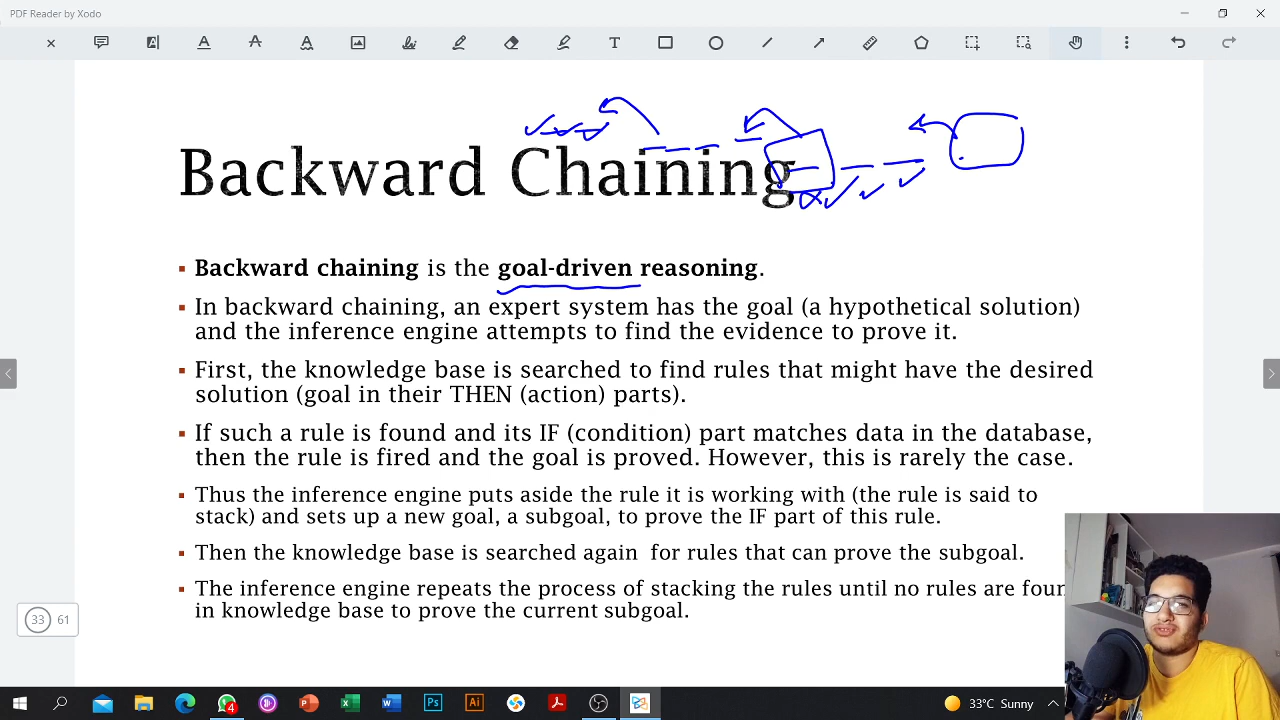 PDF Reader by Xodo
Backward Chaining
Backward chaining is the goal-driven reasoning.
In backward chaining, an expert system has the goal (a hypothetical solution)
and the inference engine attempts to find the evidence to prove it.
First, the knowledge base is searched to find rules that might have the desired
solution (goal in their THEN (action) parts).
If such a rule is found and its IF (condition) part matches data in the database,
then the rule is fired and the goal is proved. However, this is rarely the case.
Thus the inference engine puts aside the rule it is working with (the rule is said to
stack) and sets up a new goal, a subgoal, to prove the IF part of this rule.
Then the knowledge base is searched again for rules that can prove the subgoal.
The inference engine repeats the process of stacking the rules until no rules are foun
in knowledge base to prove the current subgoal.
33 61
4
Ps
Ai
33°C Sunny